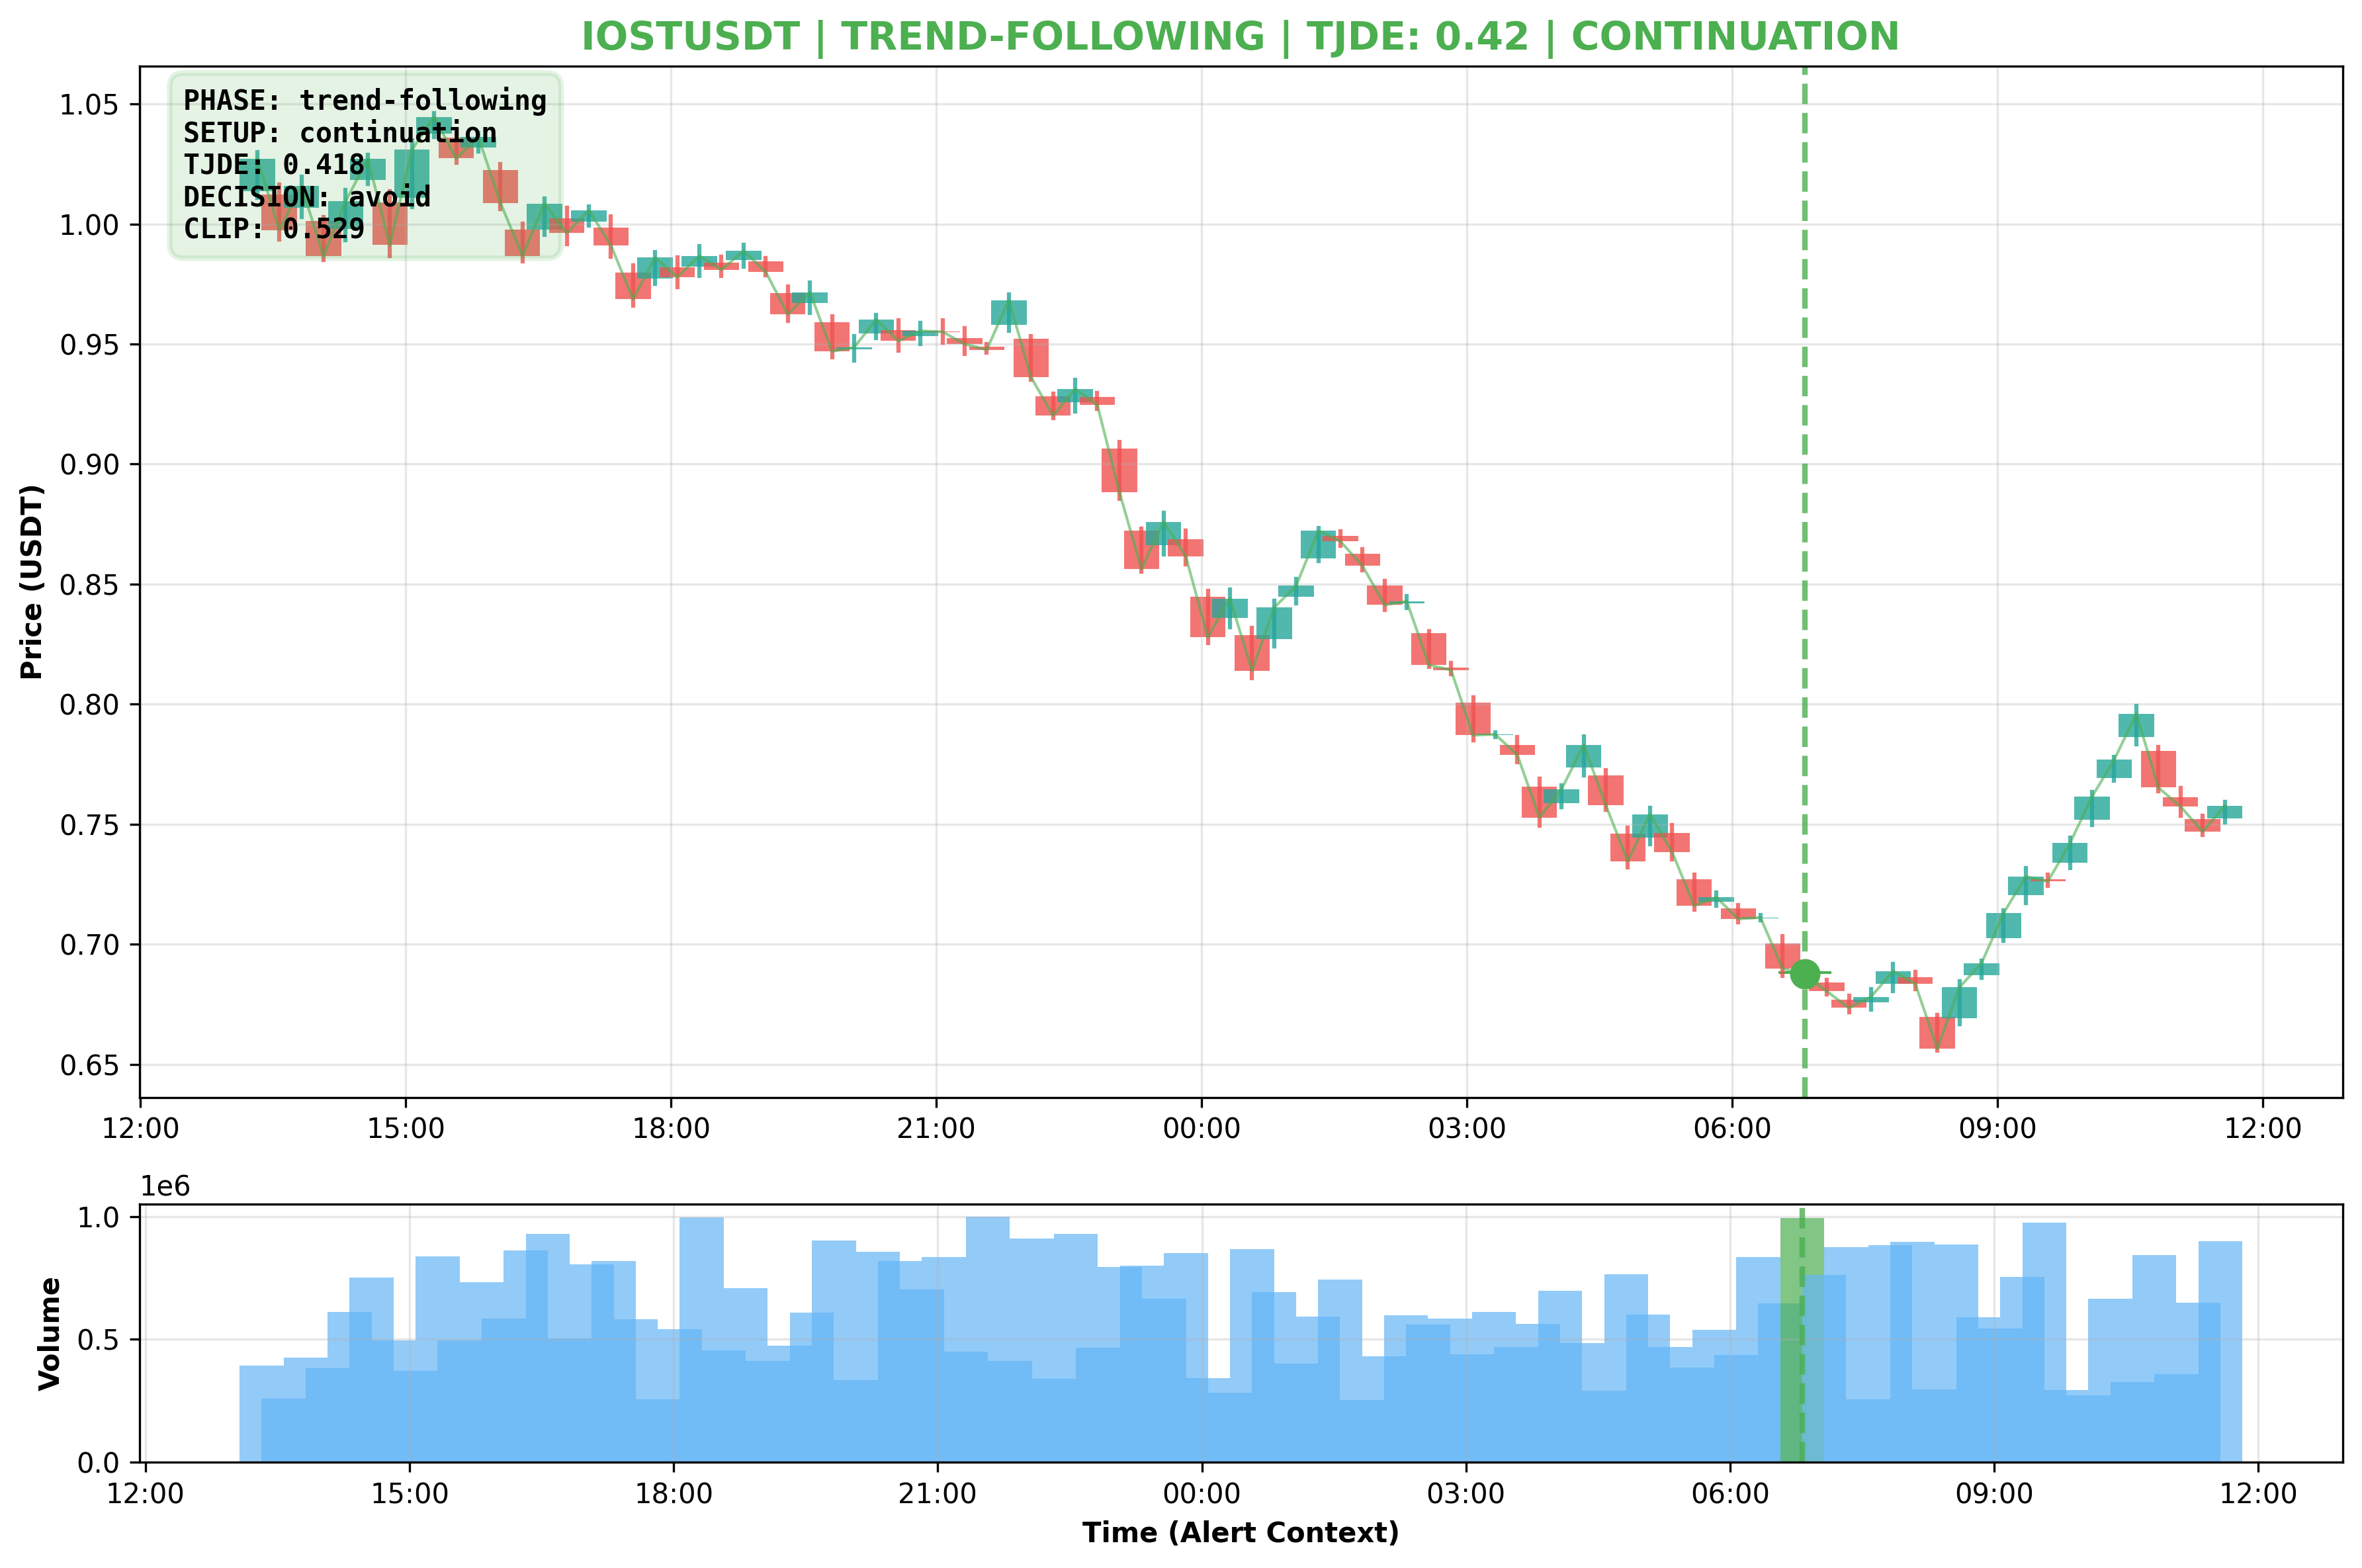 IOSTUSDT | TREND-FOLLOWING | TJDE: 0.42 | CONTINUATION
PHASE: trend-following
SETUP: continuation
TJDE: 0.418
DECISION: avoid
CLIP: 0.529
Price (USDT)
1.05
1.00
0.95
0.90
0.85
0.80
0.75
0.70
0.65
12:00 15:00 18:00 21:00 00:00 03:00 06:00 09:00 12:00
1e6
Volume
1.0
0.5
0.0
12:00 15:00 18:00 21:00 00:00 03:00 06:00 09:00 12:00
Time (Alert Context)